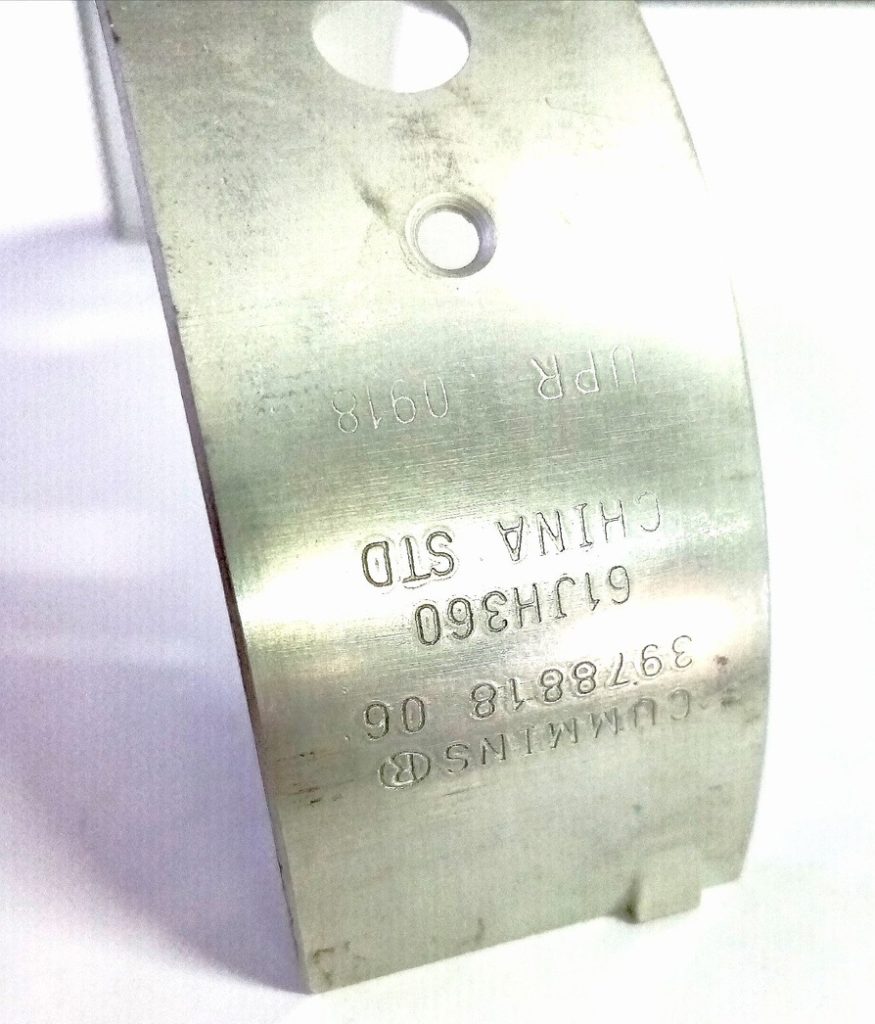 CUMMINS®
3978818 06
61JH360
CHINA STD
UPR 0918